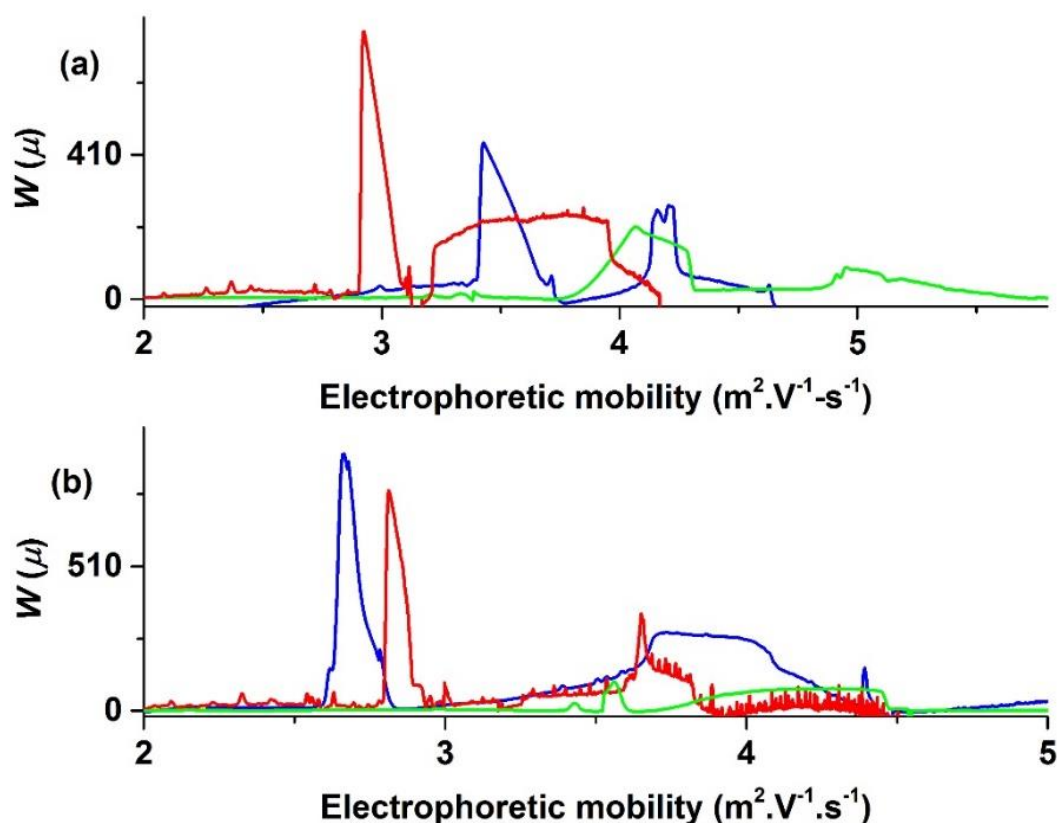 (a)
W (μ)
410
0
2 3 4 5
Electrophoretic mobility (m².V⁻¹-s⁻¹)
(b)
W (μ)
510
0
2 3 4 5
Electrophoretic mobility (m².V⁻¹.s⁻¹)